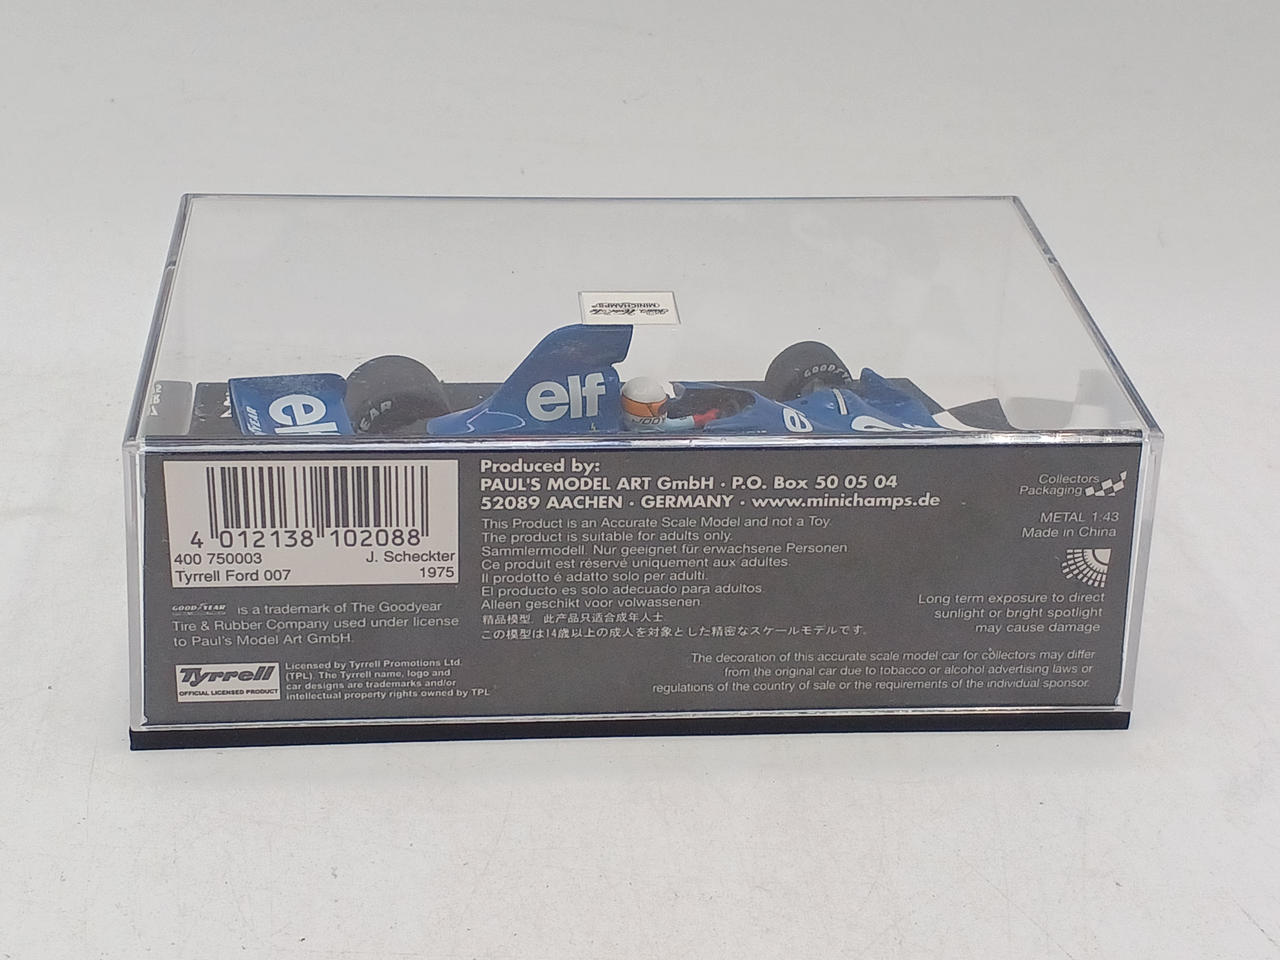 MINICHAMPS
elf
GOODYEAR
EAR
elf
Produced by:
PAUL'S MODEL ART GmbH · P.O. Box 50 05 04
52089 AACHEN · GERMANY · www.minichamps.de
This Product is an Accurate Scale Model and not a Toy.
The product is suitable for adults only.
Sammlermodell. Nur geeignet für erwachsene Personen
Ce produit est réservé uniquement aux adultes.
Il prodotto é adatto solo per adulti.
El producto es solo adecuado para adultos
Alleen geschikt voor volwassenen
精品模型，此产品只适合成年人士
この模型は14歳以上の成人を対象とした精密なスケールモデルです。
4 012138 102088
400 750003 J. Scheckter
Tyrrell Ford 007 1975
GOODYEAR is a trademark of The Goodyear
Tire & Rubber Company used under license
to Paul's Model Art GmbH.
Tyrrell
OFFICIAL LICENSED PRODUCT
Licensed by Tyrrell Promotions Ltd.
(TPL). The Tyrrell name, logo and
car designs are trademarks and/or
intellectual property rights owned by TPL
Collectors
Packaging
METAL 1:43
Made in China
Long term exposure to direct
sunlight or bright spotlight
may cause damage
The decoration of this accurate scale model car for collectors may differ
from the original car due to tobacco or alcohol advertising laws or
regulations of the country of sale or the requirements of the individual sponsor.